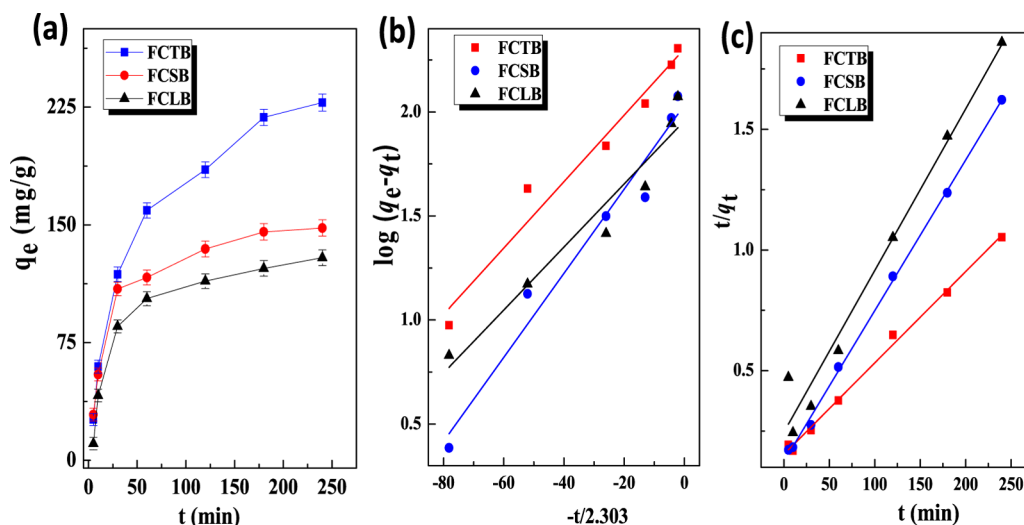 (a)
FCTB
FCSB
FCLB
225
150
75
0
qe (mg/g)
0 50 100 150 200 250
t (min)
(b)
FCTB
FCSB
FCLB
2.0
1.5
1.0
0.5
log (qe-qt)
-80 -60 -40 -20 0
-t/2.303
(c)
FCTB
FCSB
FCLB
1.5
1.0
0.5
t/qt
0 50 100 150 200 250
t (min)